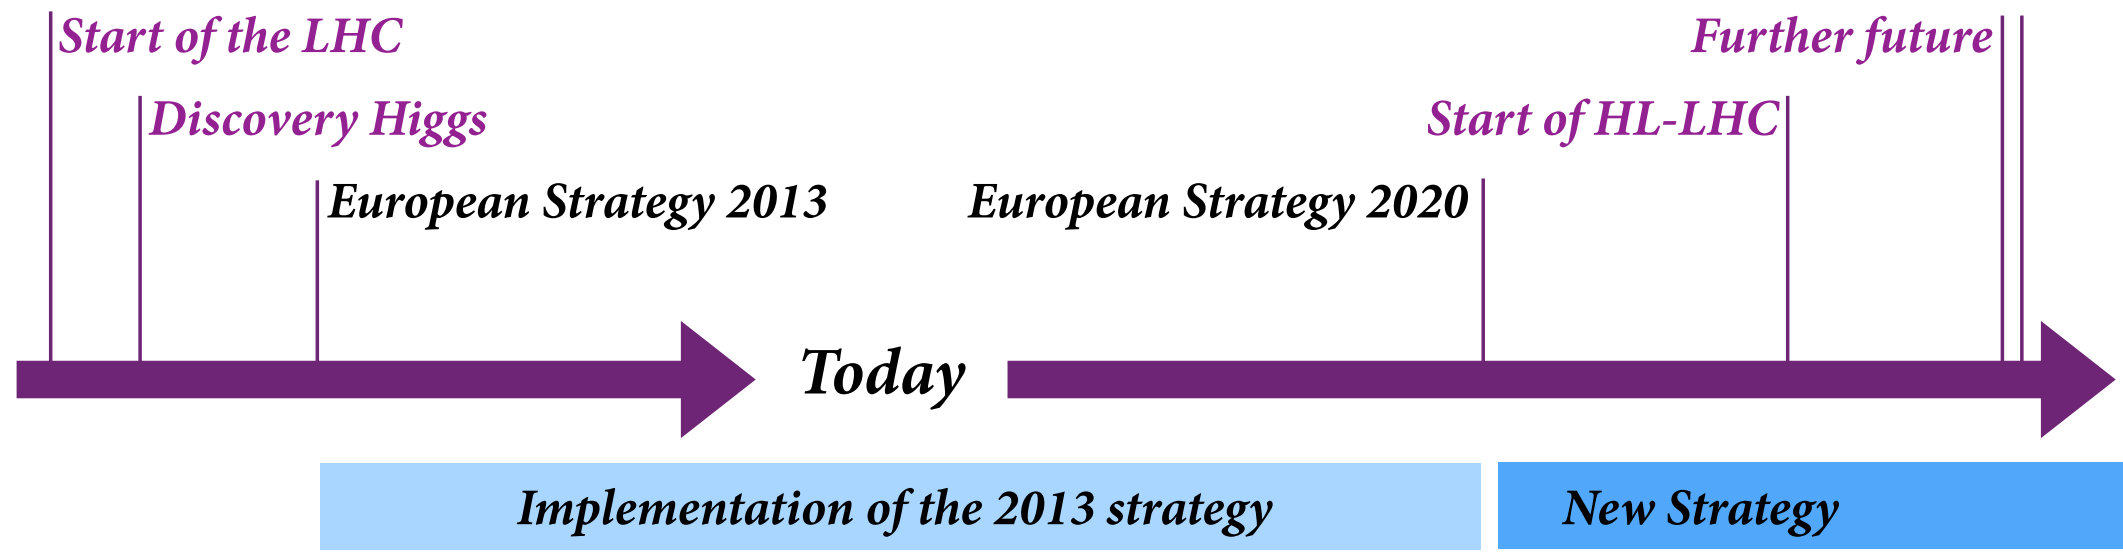 Start of the LHC
Further future
Discovery Higgs
Start of HL-LHC
European Strategy 2013
European Strategy 2020
Today
Implementation of the 2013 strategy
New Strategy